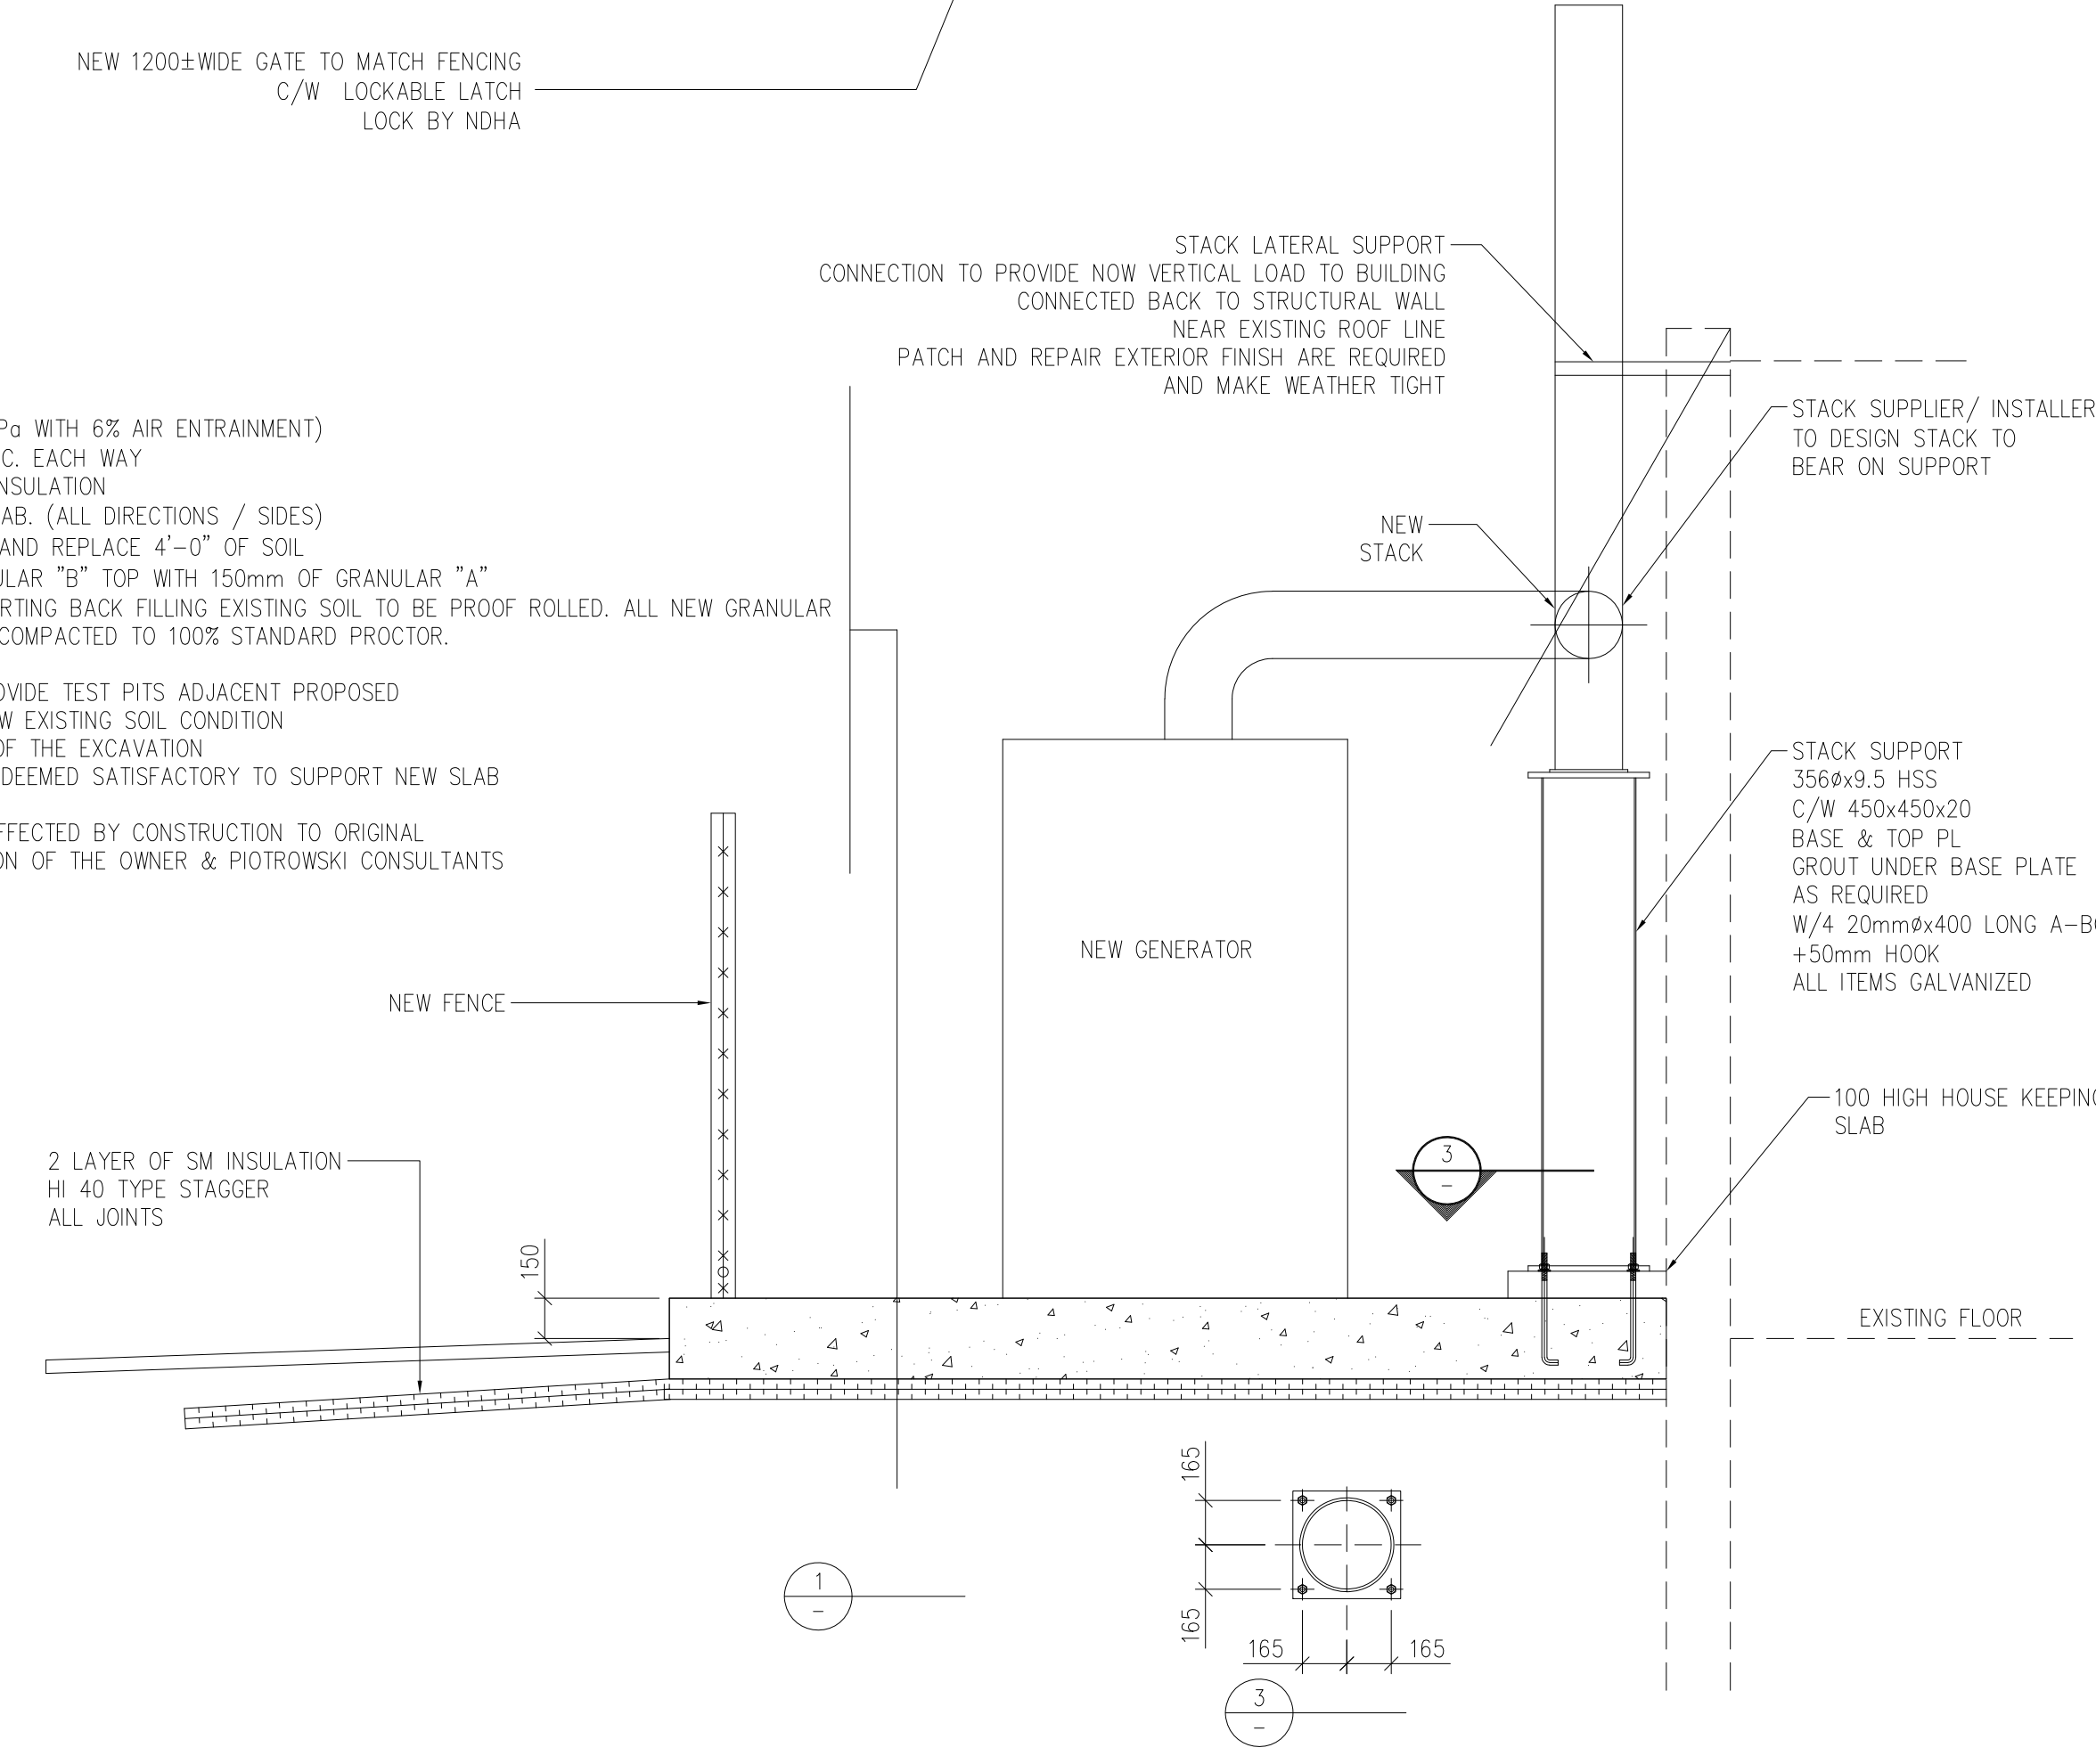 NEW 1200±WIDE GATE TO MATCH FENCING
C/W LOCKABLE LATCH
LOCK BY NDHA
STACK LATERAL SUPPORT
CONNECTION TO PROVIDE NOW VERTICAL LOAD TO BUILDING
CONNECTED BACK TO STRUCTURAL WALL
NEAR EXISTING ROOF LINE
PATCH AND REPAIR EXTERIOR FINISH ARE REQUIRED
AND MAKE WEATHER TIGHT
STACK SUPPLIER/ INSTALLER
TO DESIGN STACK TO
BEAR ON SUPPORT
Pa WITH 6% AIR ENTRAINMENT)
C. EACH WAY
NSULATION
AB. (ALL DIRECTIONS / SIDES)
AND REPLACE 4'-0" OF SOIL
ULAR "B" TOP WITH 150mm OF GRANULAR "A"
RTING BACK FILLING EXISTING SOIL TO BE PROOF ROLLED. ALL NEW GRANULAR
COMPACTED TO 100% STANDARD PROCTOR.
OVIDE TEST PITS ADJACENT PROPOSED
W EXISTING SOIL CONDITION
OF THE EXCAVATION
DEEMED SATISFACTORY TO SUPPORT NEW SLAB
FFECTED BY CONSTRUCTION TO ORIGINAL
ON OF THE OWNER & PIOTROWSKI CONSULTANTS
NEW
STACK
STACK SUPPORT
356øx9.5 HSS
C/W 450x450x20
BASE & TOP PL
GROUT UNDER BASE PLATE
AS REQUIRED
W/4 20mmøx400 LONG A-B
+50mm HOOK
ALL ITEMS GALVANIZED
NEW GENERATOR
NEW FENCE
100 HIGH HOUSE KEEPING
SLAB
2 LAYER OF SM INSULATION
HI 40 TYPE STAGGER
ALL JOINTS
3
-
150
EXISTING FLOOR
165
165
165
165
1
-
3
-